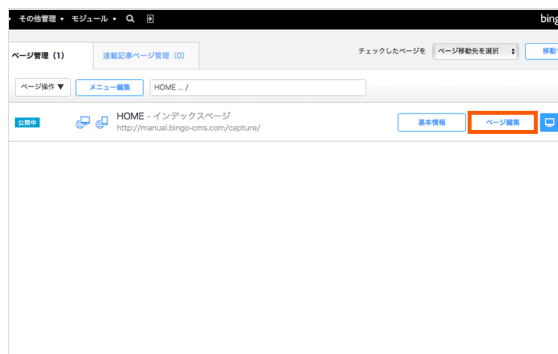 その他管理 ▾ モジュール ▾ bing
ページ管理 (1) 連載記事ページ管理 (0) チェックしたページを ページ移動先を選択 移動
ページ操作 ▼ メニュー編集 HOME ... /
公開中 HOME - インデックスページ 基本情報 ページ編集
http://manual.bingo-cms.com/capture/